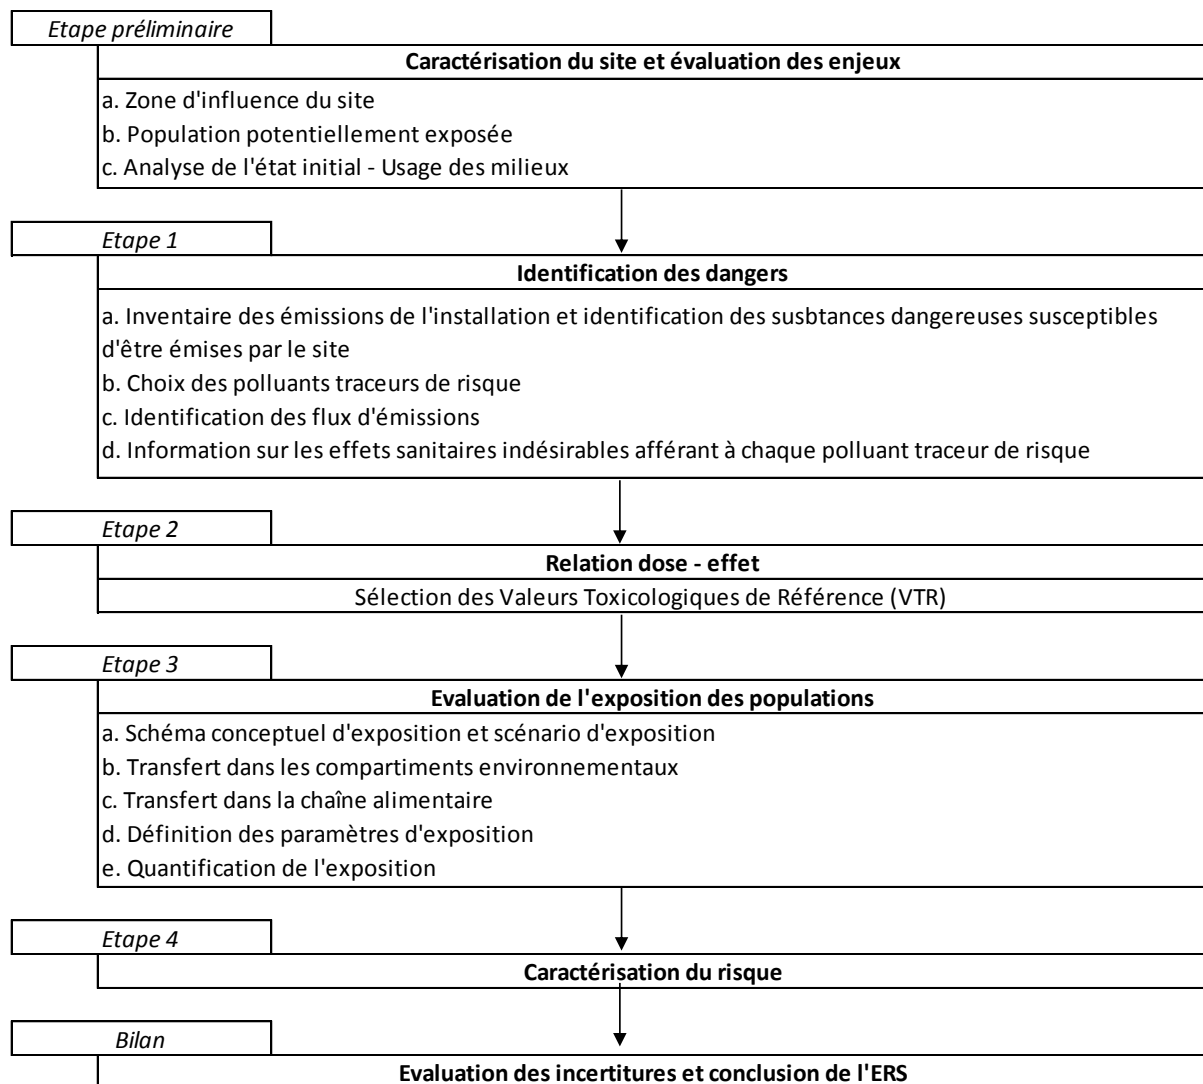 Etape préliminaire
Caractérisation du site et évaluation des enjeux
a. Zone d'influence du site
b. Population potentiellement exposée
c. Analyse de l'état initial - Usage des milieux
Etape 1
Identification des dangers
a. Inventaire des émissions de l'installation et identification des susbtances dangereuses susceptibles
d'être émises par le site
b. Choix des polluants traceurs de risque
c. Identification des flux d'émissions
d. Information sur les effets sanitaires indésirables afférant à chaque polluant traceur de risque
Etape 2
Relation dose - effet
Sélection des Valeurs Toxicologiques de Référence (VTR)
Etape 3
Evaluation de l'exposition des populations
a. Schéma conceptuel d'exposition et scénario d'exposition
b. Transfert dans les compartiments environnementaux
c. Transfert dans la chaîne alimentaire
d. Définition des paramètres d'exposition
e. Quantification de l'exposition
Etape 4
Caractérisation du risque
Bilan
Evaluation des incertitures et conclusion de l'ERS